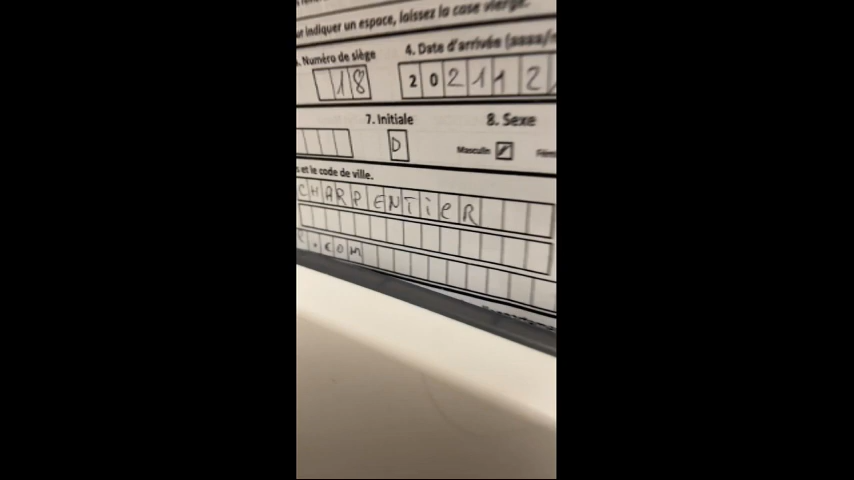 indiquer un espace, laissez la case vierge.
Numéro de siège
4. Date d'arrivée (aaaa/
18
202112
7. Initiale
8. Sexe
D
Masculin
et le code de ville.
CHARPENTIER
.com